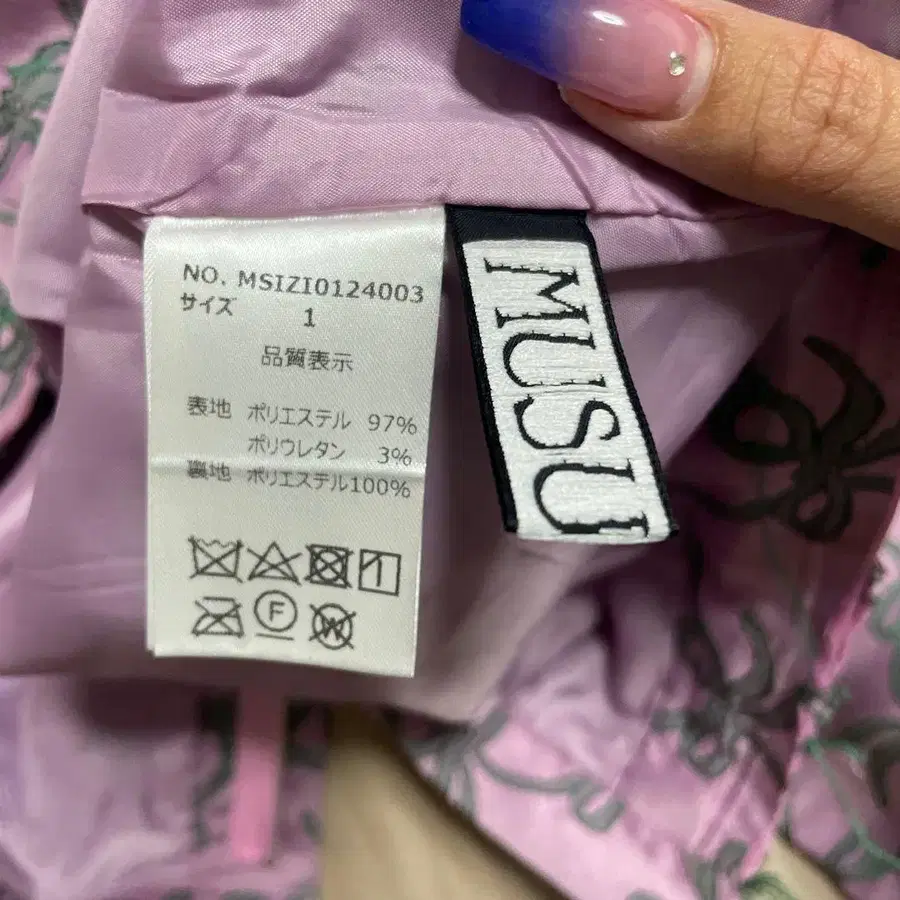 NO. MSIZI0124003
サイズ 1
品質表示
表地 ポリエステル 97%
ポリウレタン 3%
裏地 ポリエステル100%
F
W
MUSU